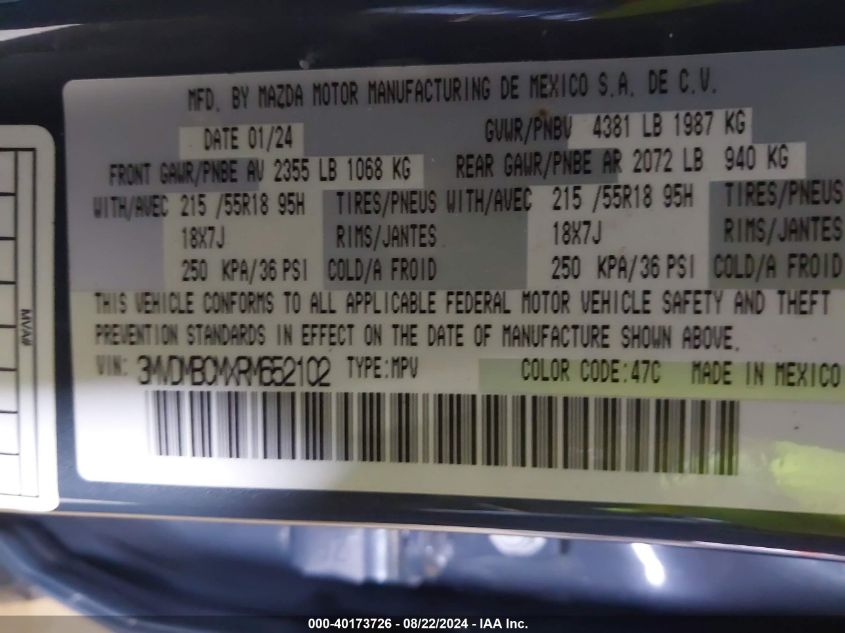 MFD. BY MAZDA MOTOR MANUFACTURING DE MEXICO S.A. DE C.V.
DATE 01/24 GVWR/PNBV 4381 LB 1987 KG
FRONT GAWR/PNBE AV 2355 LB 1068 KG REAR GAWR/PNBE AR 2072 LB 940 KG
WITH/AVEC 215 /55R18 95H TIRES/PNEUS WITH/AVEC 215 /55R18 95H TIRES/PNEUS
18X7J RIMS/JANTES 18X7J RIMS/JANTES
250 KPA/36 PSI COLD/A FROID 250 KPA/36 PSI COLD/A FROID
THIS VEHICLE CONFORMS TO ALL APPLICABLE FEDERAL MOTOR VEHICLE SAFETY AND THEFT
PREVENTION STANDARDS IN EFFECT ON THE DATE OF MANUFACTURE SHOWN ABOVE.
VIN: 3MVDMBCMXRM652102 TYPE:MPV COLOR CODE:47C MADE IN MEXICO
MVA#
000-40173726 - 08/22/2024 - IAA Inc.